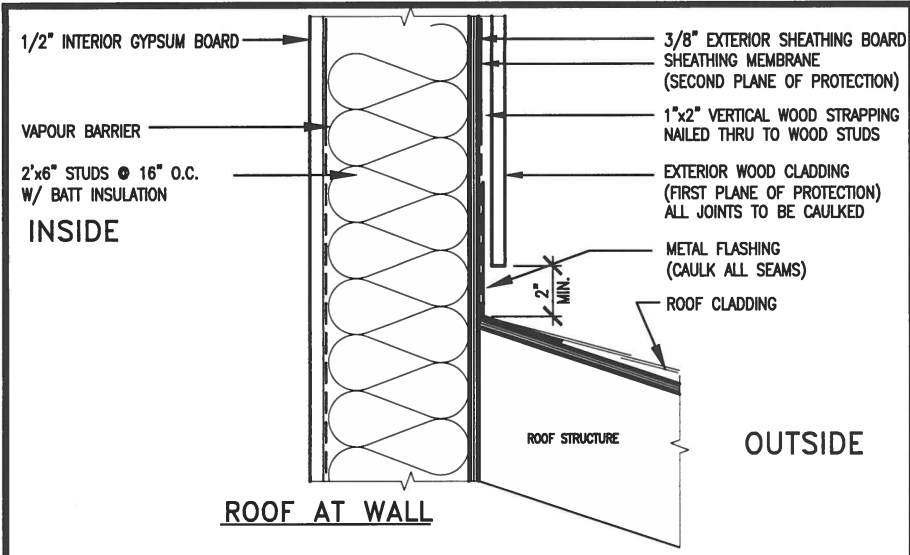 1/2" INTERIOR GYPSUM BOARD
VAPOUR BARRIER
2'x6" STUDS @ 16" O.C.
W/ BATT INSULATION
INSIDE
3/8" EXTERIOR SHEATHING BOARD
SHEATHING MEMBRANE
(SECOND PLANE OF PROTECTION)
1"x2" VERTICAL WOOD STRAPPING
NAILED THRU TO WOOD STUDS
EXTERIOR WOOD CLADDING
(FIRST PLANE OF PROTECTION)
ALL JOINTS TO BE CAULKED
METAL FLASHING
(CAULK ALL SEAMS)
2"
MIN.
ROOF CLADDING
ROOF STRUCTURE
OUTSIDE
ROOF AT WALL